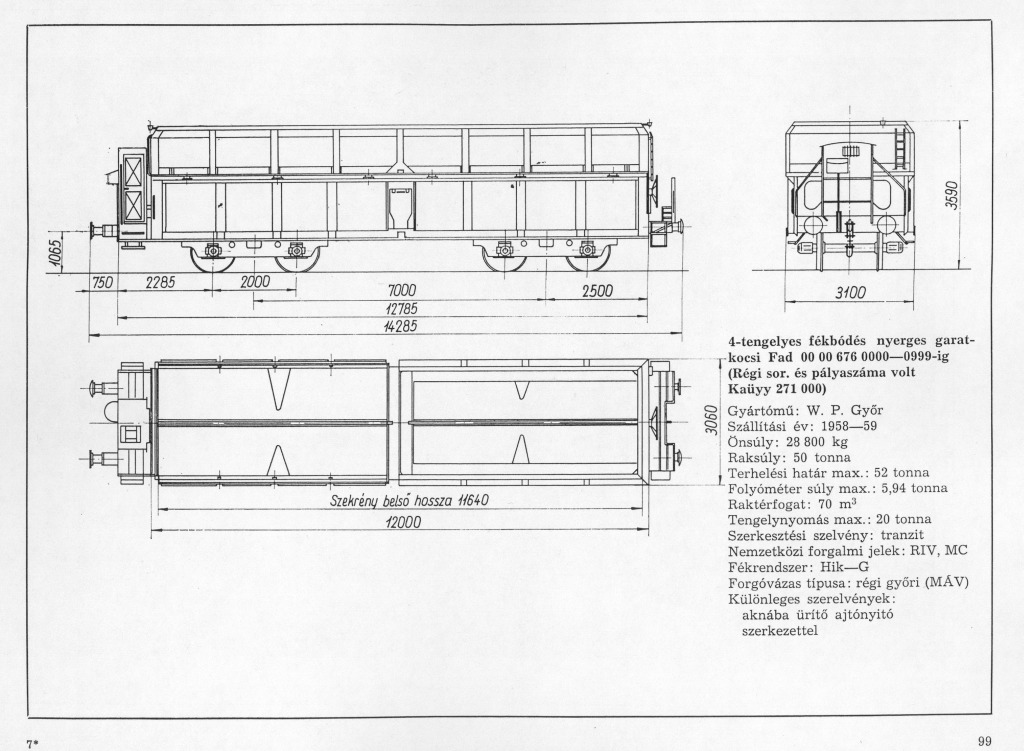 1065
750
2285
2000
7000
2500
12785
14285
3590
3100
3060
Szekrény belső hossza 11640
12000
4-tengelyes fékbódés nyerges garat-
kocsi Fad 00 00 676 0000—0999-ig
(Régi sor. és pályaszáma volt
Kaüyy 271 000)
Gyártómű: W. P. Győr
Szállítási év: 1958—59
Önsúly: 28 800 kg
Raksúly: 50 tonna
Terhelési határ max.: 52 tonna
Folyóméter súly max.: 5,94 tonna
Raktérfogat: 70 m³
Tengelynyomás max.: 20 tonna
Szerkesztési szelvény: tranzit
Nemzetközi forgalmi jelek: RIV, MC
Fékrendszer: Hik—G
Forgóvázas típusa: régi győri (MÁV)
Különleges szerelvények:
aknába ürítő ajtónyitó
szerkezettel
7*
99